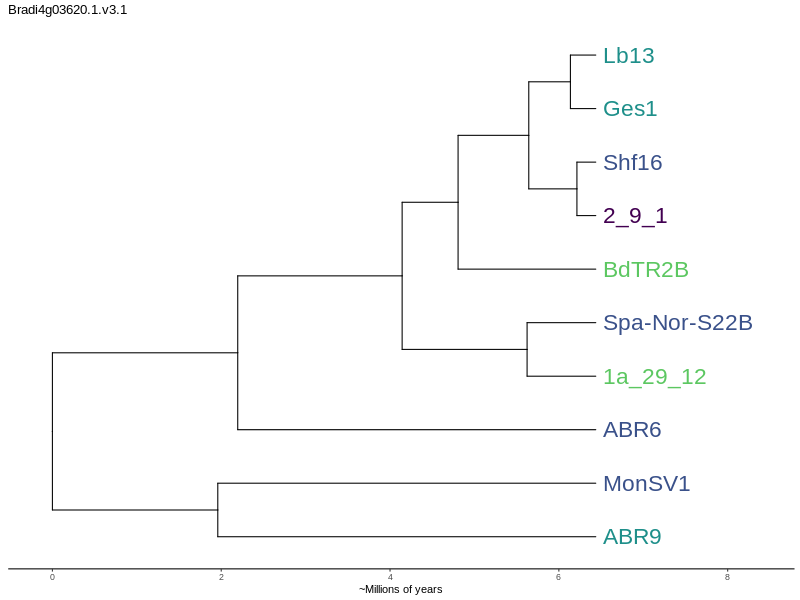 Bradi4g03620.1.v3.1
Lb13
Ges1
Shf16
2_9_1
BdTR2B
Spa-Nor-S22B
1a_29_12
ABR6
MonSV1
ABR9
0 2 4 6 8
~Millions of years